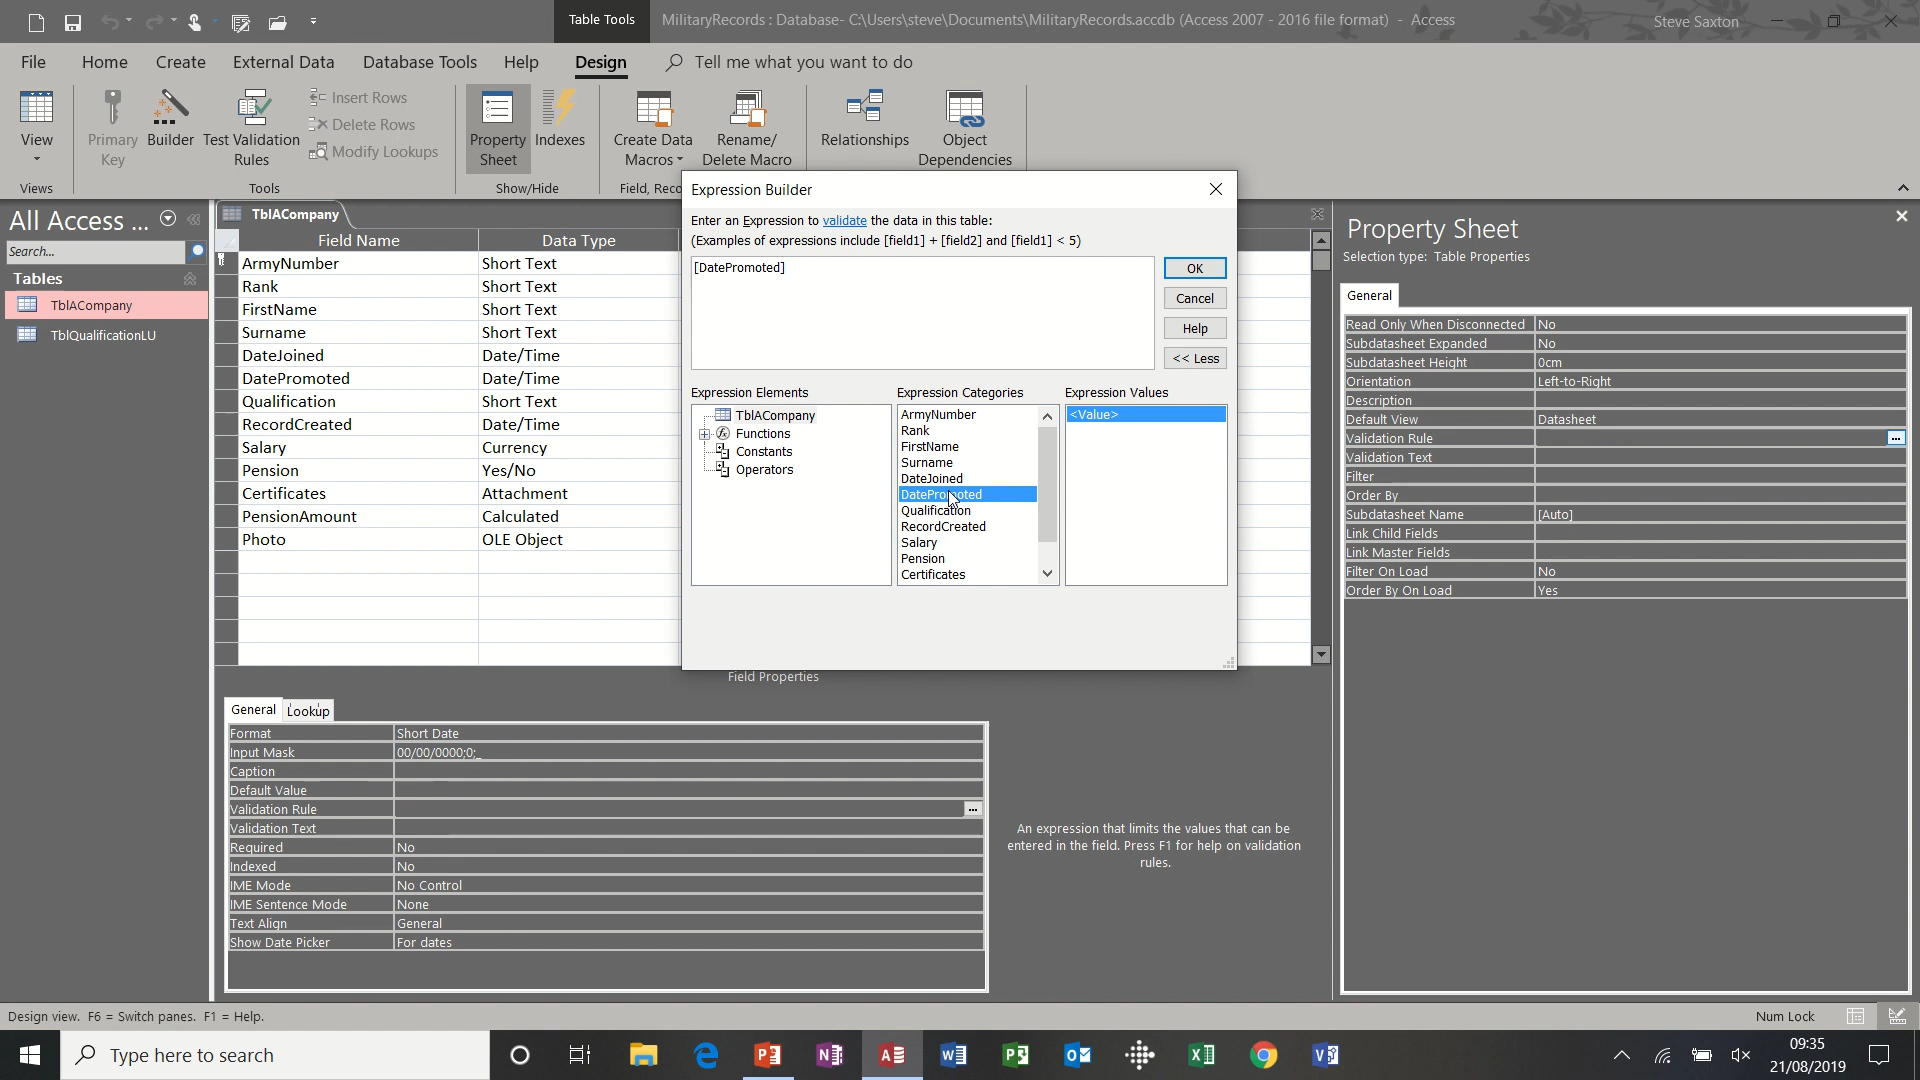 Table Tools
MilitaryRecords : Database- C:\Users\steve\Documents\MilitaryRecords.accdb (Access 2007 - 2016 file format) - Access
Steve Saxton
File
Home
Create
External Data
Database Tools
Help
Design
Tell me what you want to do
View
Primary Key
Builder
Test Validation Rules
Insert Rows
Delete Rows
Modify Lookups
Property Sheet
Indexes
Create Data Macros
Rename/ Delete Macro
Relationships
Object Dependencies
Views
Tools
Show/Hide
Field, Reco
All Access ...
Search...
Tables
TblACompany
TblQualificationLU
TblACompany
Field Name
Data Type
ArmyNumber
Short Text
Rank
Short Text
FirstName
Short Text
Surname
Short Text
DateJoined
Date/Time
DatePromoted
Date/Time
Qualification
Short Text
RecordCreated
Date/Time
Salary
Currency
Pension
Yes/No
Certificates
Attachment
PensionAmount
Calculated
Photo
OLE Object
Expression Builder
Enter an Expression to validate the data in this table:
(Examples of expressions include [field1] + [field2] and [field1] < 5)
[DatePromoted]
OK
Cancel
Help
<< Less
Expression Elements
Expression Categories
Expression Values
TblACompany
Functions
Constants
Operators
ArmyNumber
Rank
FirstName
Surname
DateJoined
DatePromoted
Qualification
RecordCreated
Salary
Pension
Certificates
<Value>
Property Sheet
Selection type: Table Properties
General
Read Only When Disconnected
No
Subdatasheet Expanded
No
Subdatasheet Height
0cm
Orientation
Left-to-Right
Description
Default View
Datasheet
Validation Rule
...
Validation Text
Filter
Order By
Subdatasheet Name
[Auto]
Link Child Fields
Link Master Fields
Filter On Load
No
Order By On Load
Yes
Field Properties
General
Lookup
Format
Short Date
Input Mask
00/00/0000;0;_
Caption
Default Value
Validation Rule
...
Validation Text
Required
No
Indexed
No
IME Mode
No Control
IME Sentence Mode
None
Text Align
General
Show Date Picker
For dates
An expression that limits the values that can be
entered in the field. Press F1 for help on validation
rules.
Design view. F6 = Switch panes. F1 = Help.
Num Lock
Type here to search
09:35
21/08/2019